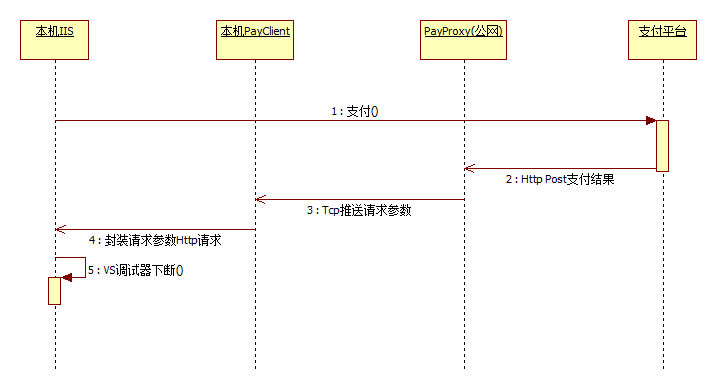 本机IIS
本机PayClient
PayProxy(公网)
支付平台
1 : 支付()
2 : Http Post支付结果
3 : Tcp推送请求参数
4 : 封装请求参数Http请求
5 : VS调试器下断()